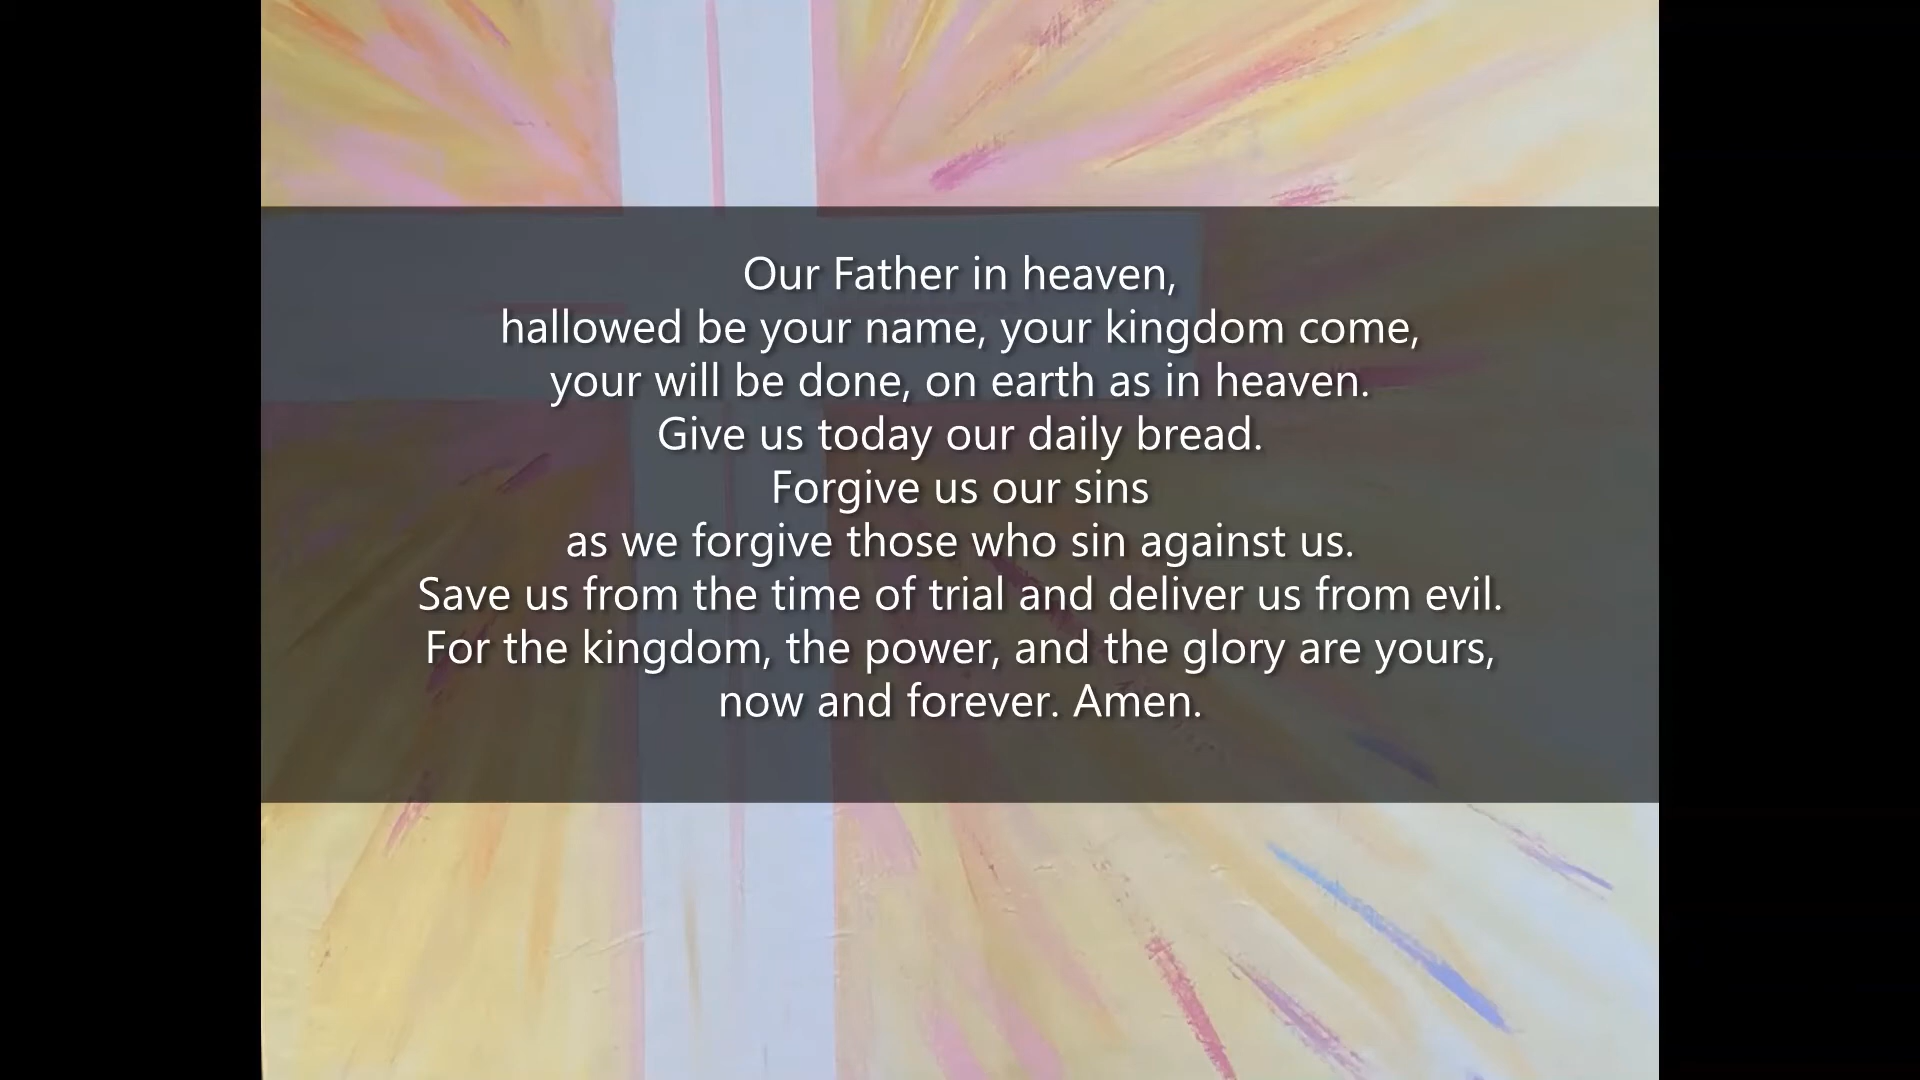 Our Father in heaven,
hallowed be your name, your kingdom come,
your will be done, on earth as in heaven.
Give us today our daily bread.
Forgive us our sins
as we forgive those who sin against us.
Save us from the time of trial and deliver us from evil.
For the kingdom, the power, and the glory are yours,
now and forever. Amen.